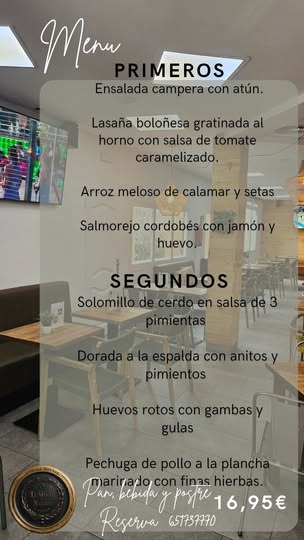 Menu
PRIMEROS
Ensalada campera con atún.
Lasaña boloñesa gratinada al
horno con salsa de tomate
caramelizado.
Arroz meloso de calamar y setas
Salmorejo cordobés con jamón y
huevo.
SEGUNDOS
Solomillo de cerdo en salsa de 3
pimientas
Dorada a la espalda con anitos y
pimientos
Huevos rotos con gambas y
gulas
Pechuga de pollo a la plancha
marinado con finas hierbas.
Pan, bebida y postre
16,95€
Reserva 651737770